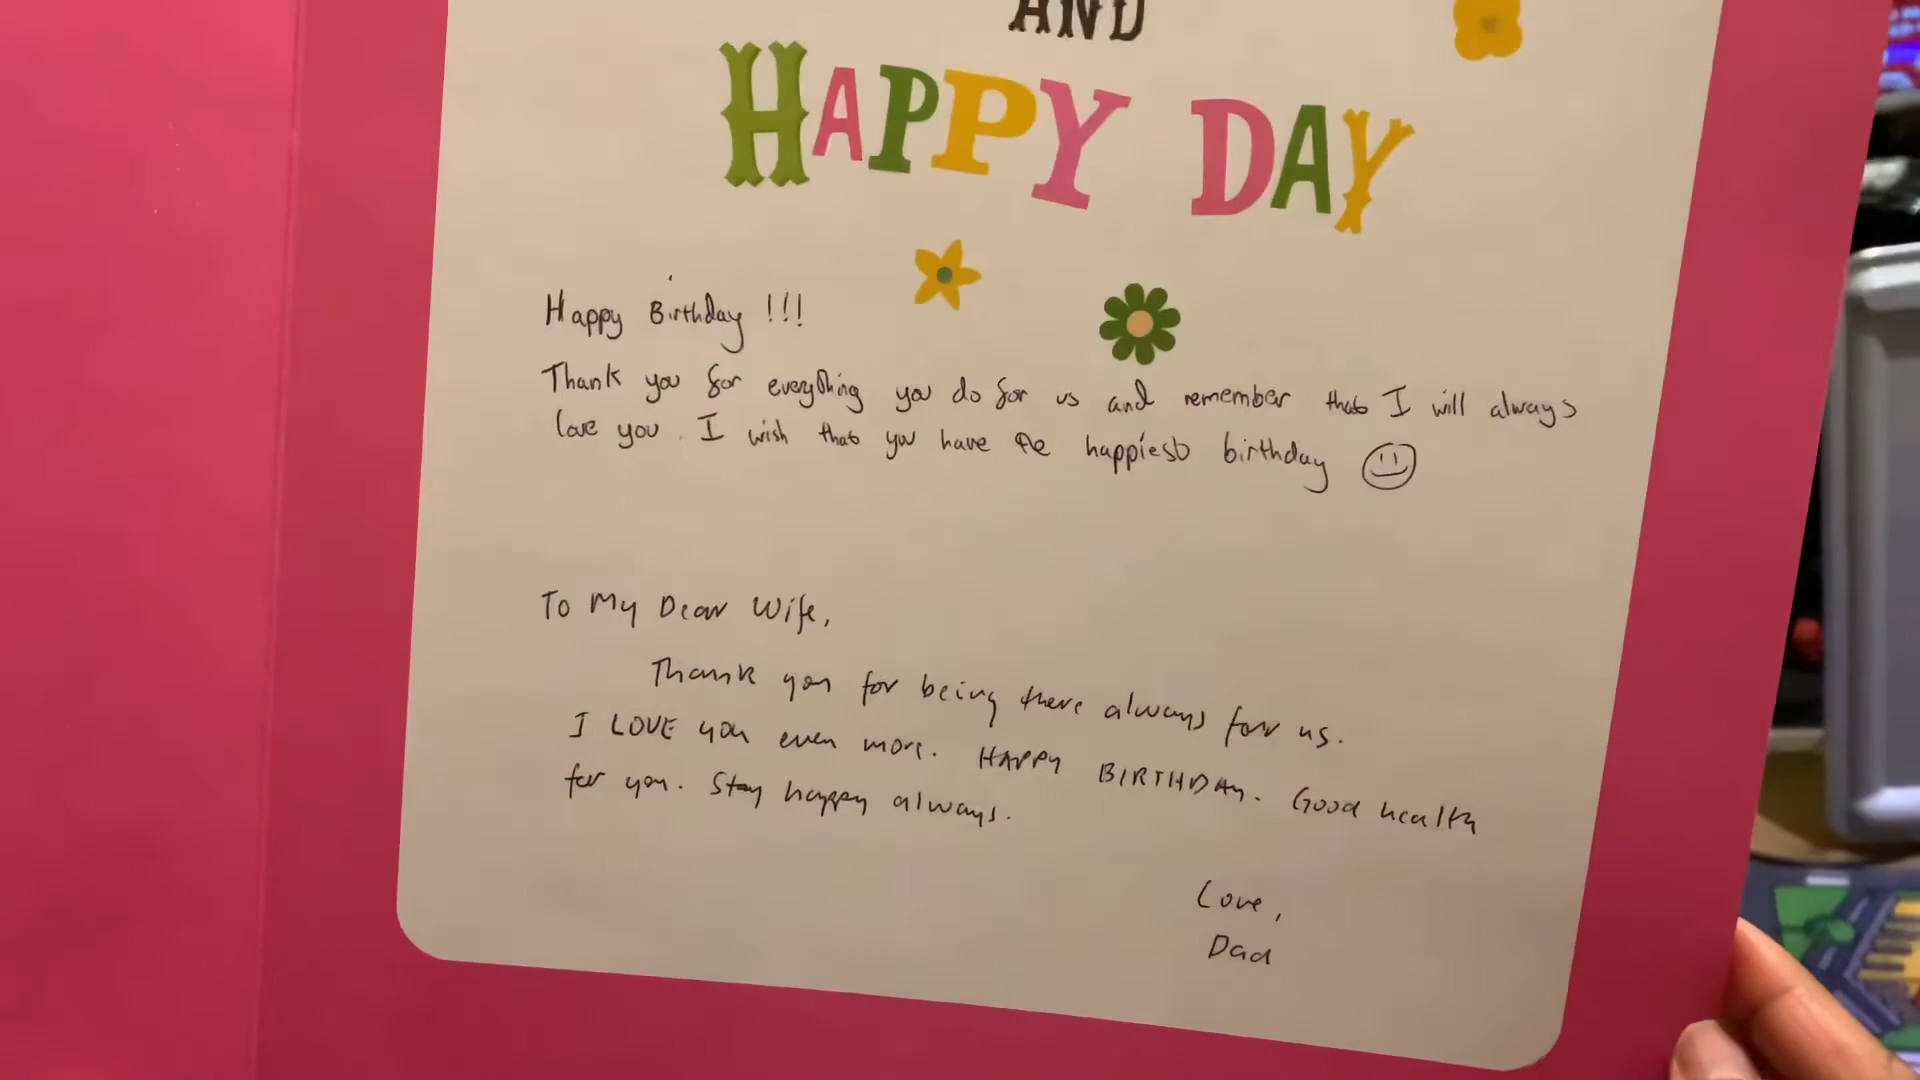 AND
HAPPY DAY
Happy Birthday !!!
Thank you for everything you do for us and remember that I will always
love you. I wish that you have the happiest birthday
To My Dear Wife,
Thank you for being there always for us.
I LOVE you even more. HAPPY BIRTHDAY. Good health
for you. Stay happy always.
Love,
Dad